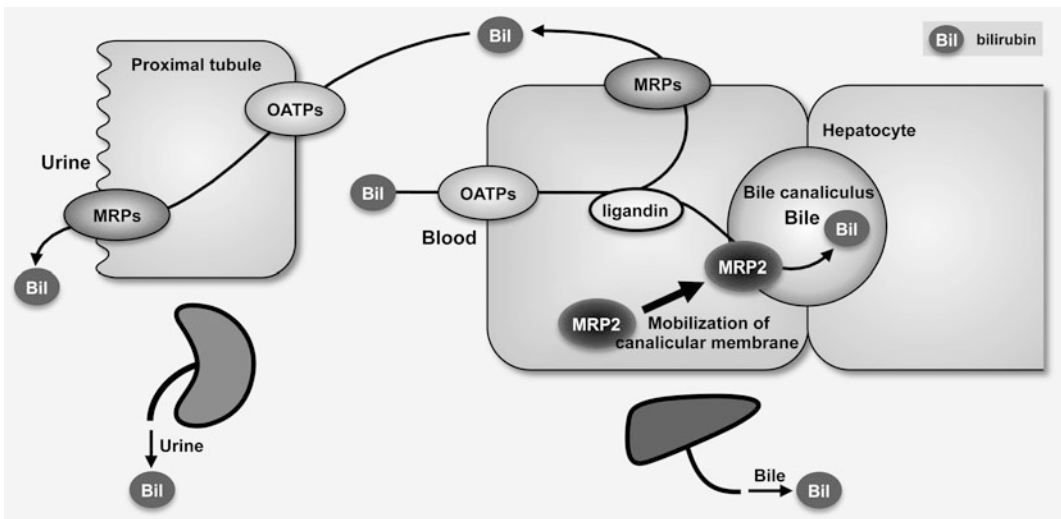 Bil
Bil bilirubin
Proximal tubule
OATPs
MRPs
Hepatocyte
Urine
MRPs
Bil
OATPs
ligandin
Bile canaliculus
Bile
Bil
Blood
MRP2
Bil
MRP2
Mobilization of
canalicular membrane
Urine
Bil
Bile
Bil